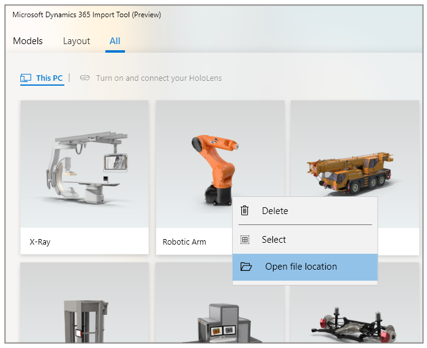 Microsoft Dynamics 365 Import Tool (Preview)
Models Layout All
This PC | Turn on and connect your HoloLens
X-Ray
Robotic Arm
Delete
Select
Open file location